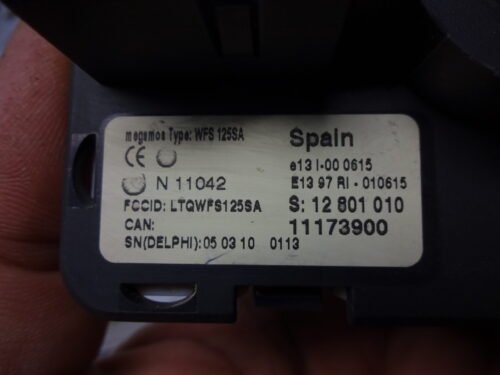 megamos Type: WFS 125SA
Spain
CE
e13 I-00 0615
N 11042
E13 97 RI - 010615
FCCID: LTQWFS125SA
S: 12 801 010
CAN:
11173900
SN(DELPHI): 05 03 10 0113